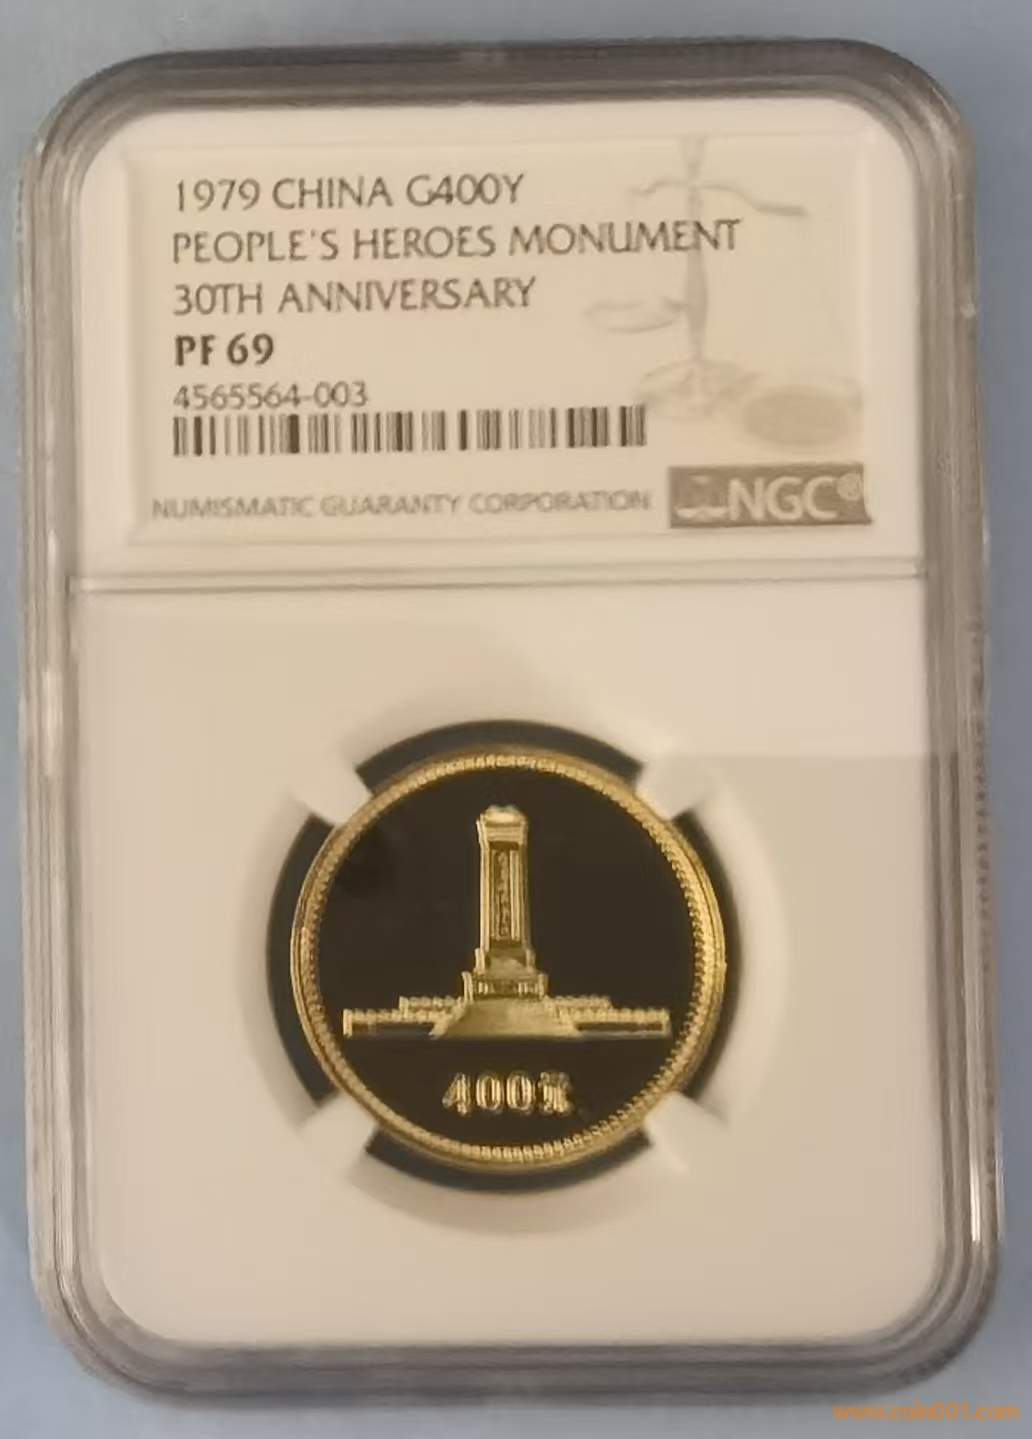 1979 CHINA G400Y
PEOPLE'S HEROES MONUMENT
30TH ANNIVERSARY
PF 69
4565564-003
NUMISMATIC GUARANTY CORPORATION
NGC®
400元
www.coin001.com